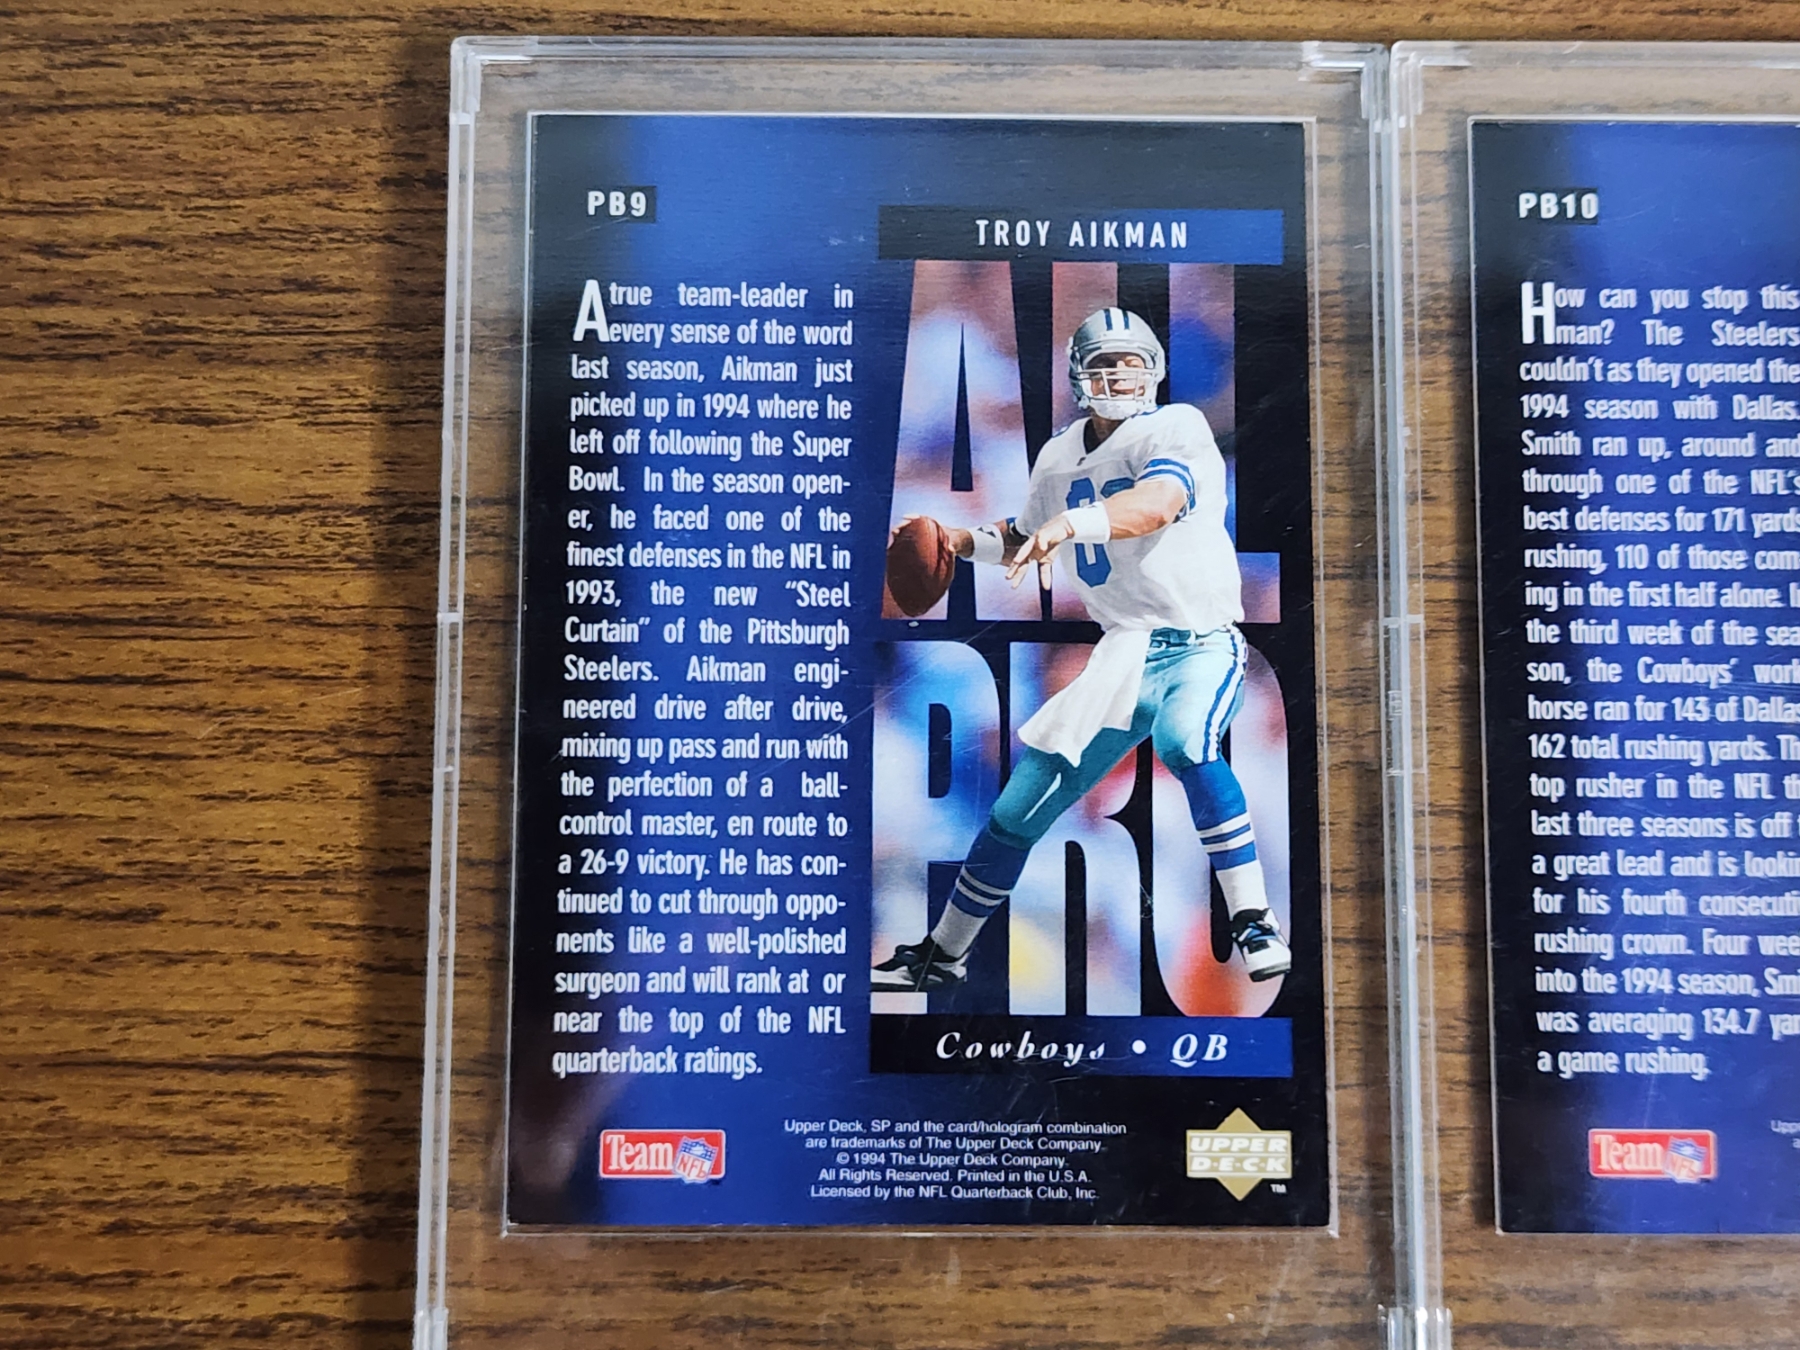 PB9
TROY AIKMAN
A true team-leader in
every sense of the word
last season, Aikman just
picked up in 1994 where he
left off following the Super
Bowl. In the season open-
er, he faced one of the
finest defenses in the NFL in
1993, the new "Steel
Curtain" of the Pittsburgh
Steelers. Aikman engi-
neered drive after drive,
mixing up pass and run with
the perfection of a ball-
control master, en route to
a 26-9 victory. He has con-
tinued to cut through oppo-
nents like a well-polished
surgeon and will rank at or
near the top of the NFL
quarterback ratings.
ALL
PRO
8
Cowboys • QB
Team NFL
Upper Deck, SP and the card/hologram combination
are trademarks of The Upper Deck Company.
© 1994 The Upper Deck Company.
All Rights Reserved. Printed in the U.S.A.
Licensed by the NFL Quarterback Club, Inc.
UPPER
D·E·C·K
TM
PB10
How can you stop this
man? The Steelers
couldn't as they opened the
1994 season with Dallas.
Smith ran up, around and
through one of the NFL's
best defenses for 171 yards
rushing, 110 of those com
ing in the first half alone.
the third week of the sea
son, the Cowboys' work
horse ran for 143 of Dallas
162 total rushing yards.
top rusher in the NFL
last three seasons is off
a great lead and is
for his fourth
rushing crown. Four
into the 1994 season,
was averaging 134.7
a game rushing.
Team NFL